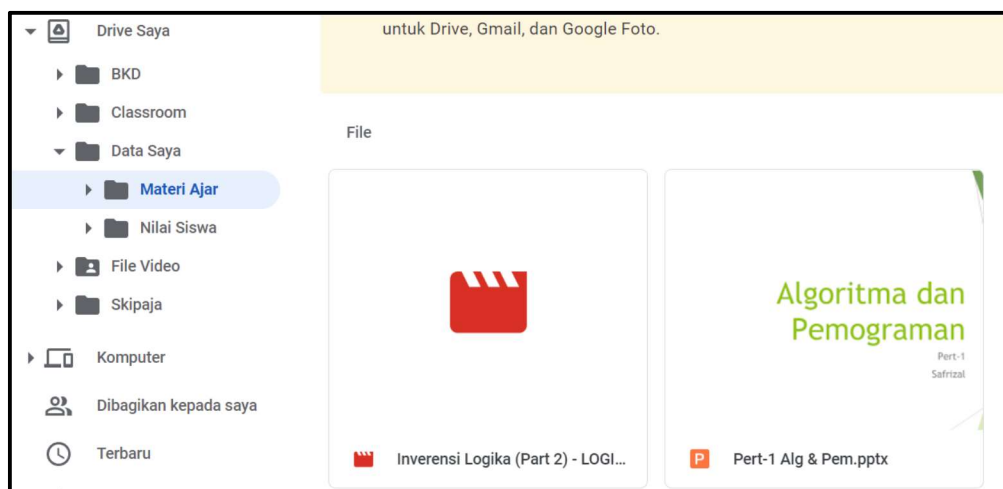 Drive Saya
BKD
Classroom
Data Saya
Materi Ajar
Nilai Siswa
File Video
Skipaja
Komputer
Dibagikan kepada saya
Terbaru
untuk Drive, Gmail, dan Google Foto.
File
Inverensi Logika (Part 2) - LOGI...
Algoritma dan
Pemograman
Pert-1
Safrizal
P Pert-1 Alg & Pem.pptx